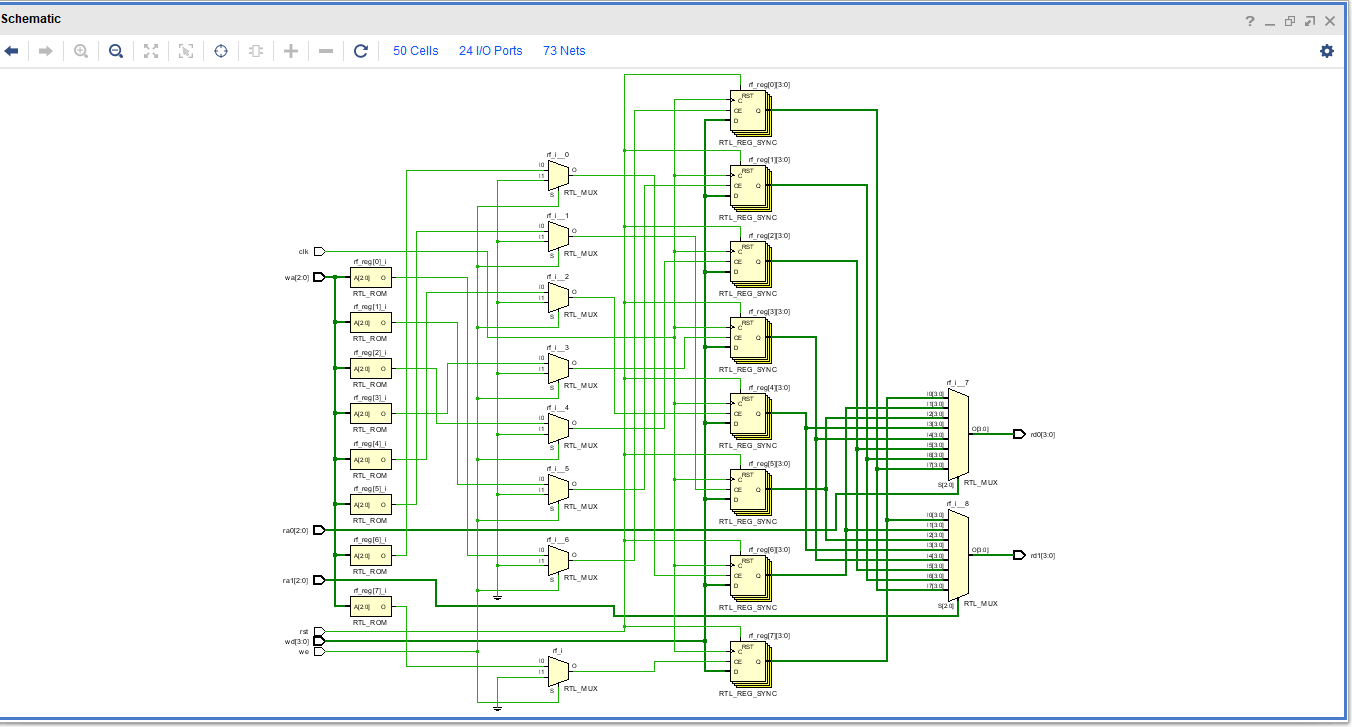 Schematic
50 Cells 24 I/O Ports 73 Nets
rf_reg[0][3:0]
RST
C
CE Q
D
RTL_REG_SYNC
rf_reg[1][3:0]
RST
C
CE Q
D
RTL_REG_SYNC
rf_reg[2][3:0]
RST
C
CE Q
D
RTL_REG_SYNC
rf_reg[3][3:0]
RST
C
CE Q
D
RTL_REG_SYNC
rf_reg[4][3:0]
RST
C
CE Q
D
RTL_REG_SYNC
rf_reg[5][3:0]
RST
C
CE Q
D
RTL_REG_SYNC
rf_reg[6][3:0]
RST
C
CE Q
D
RTL_REG_SYNC
rf_reg[7][3:0]
RST
C
CE Q
D
RTL_REG_SYNC
rf_i__0
I0
I1 O
S RTL_MUX
rf_i__1
I0
I1 O
S RTL_MUX
rf_i__2
I0
I1 O
S RTL_MUX
rf_i__3
I0
I1 O
S RTL_MUX
rf_i__4
I0
I1 O
S RTL_MUX
rf_i__5
I0
I1 O
S RTL_MUX
rf_i__6
I0
I1 O
S RTL_MUX
rf_i
I0
I1 O
S RTL_MUX
clk
wa[2:0]
rf_reg[0]_i
A[2:0] O
RTL_ROM
rf_reg[1]_i
A[2:0] O
RTL_ROM
rf_reg[2]_i
A[2:0] O
RTL_ROM
rf_reg[3]_i
A[2:0] O
RTL_ROM
rf_reg[4]_i
A[2:0] O
RTL_ROM
rf_reg[5]_i
A[2:0] O
RTL_ROM
ra0[2:0]
rf_reg[6]_i
A[2:0] O
RTL_ROM
ra1[2:0]
rf_reg[7]_i
A[2:0] O
RTL_ROM
rst
wd[3:0]
we
rf_i__7
I0[3:0]
I1[3:0]
I2[3:0]
I3[3:0]
I4[3:0]
I5[3:0]
I6[3:0]
I7[3:0]
O[3:0]
S[2:0] RTL_MUX
rd0[3:0]
rf_i__8
I0[3:0]
I1[3:0]
I2[3:0]
I3[3:0]
I4[3:0]
I5[3:0]
I6[3:0]
I7[3:0]
O[3:0]
S[2:0] RTL_MUX
rd1[3:0]